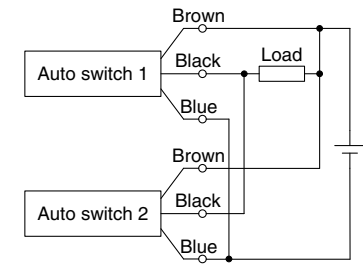 Brown
Auto switch 1
Black
Load
Blue
Brown
Auto switch 2
Black
Blue